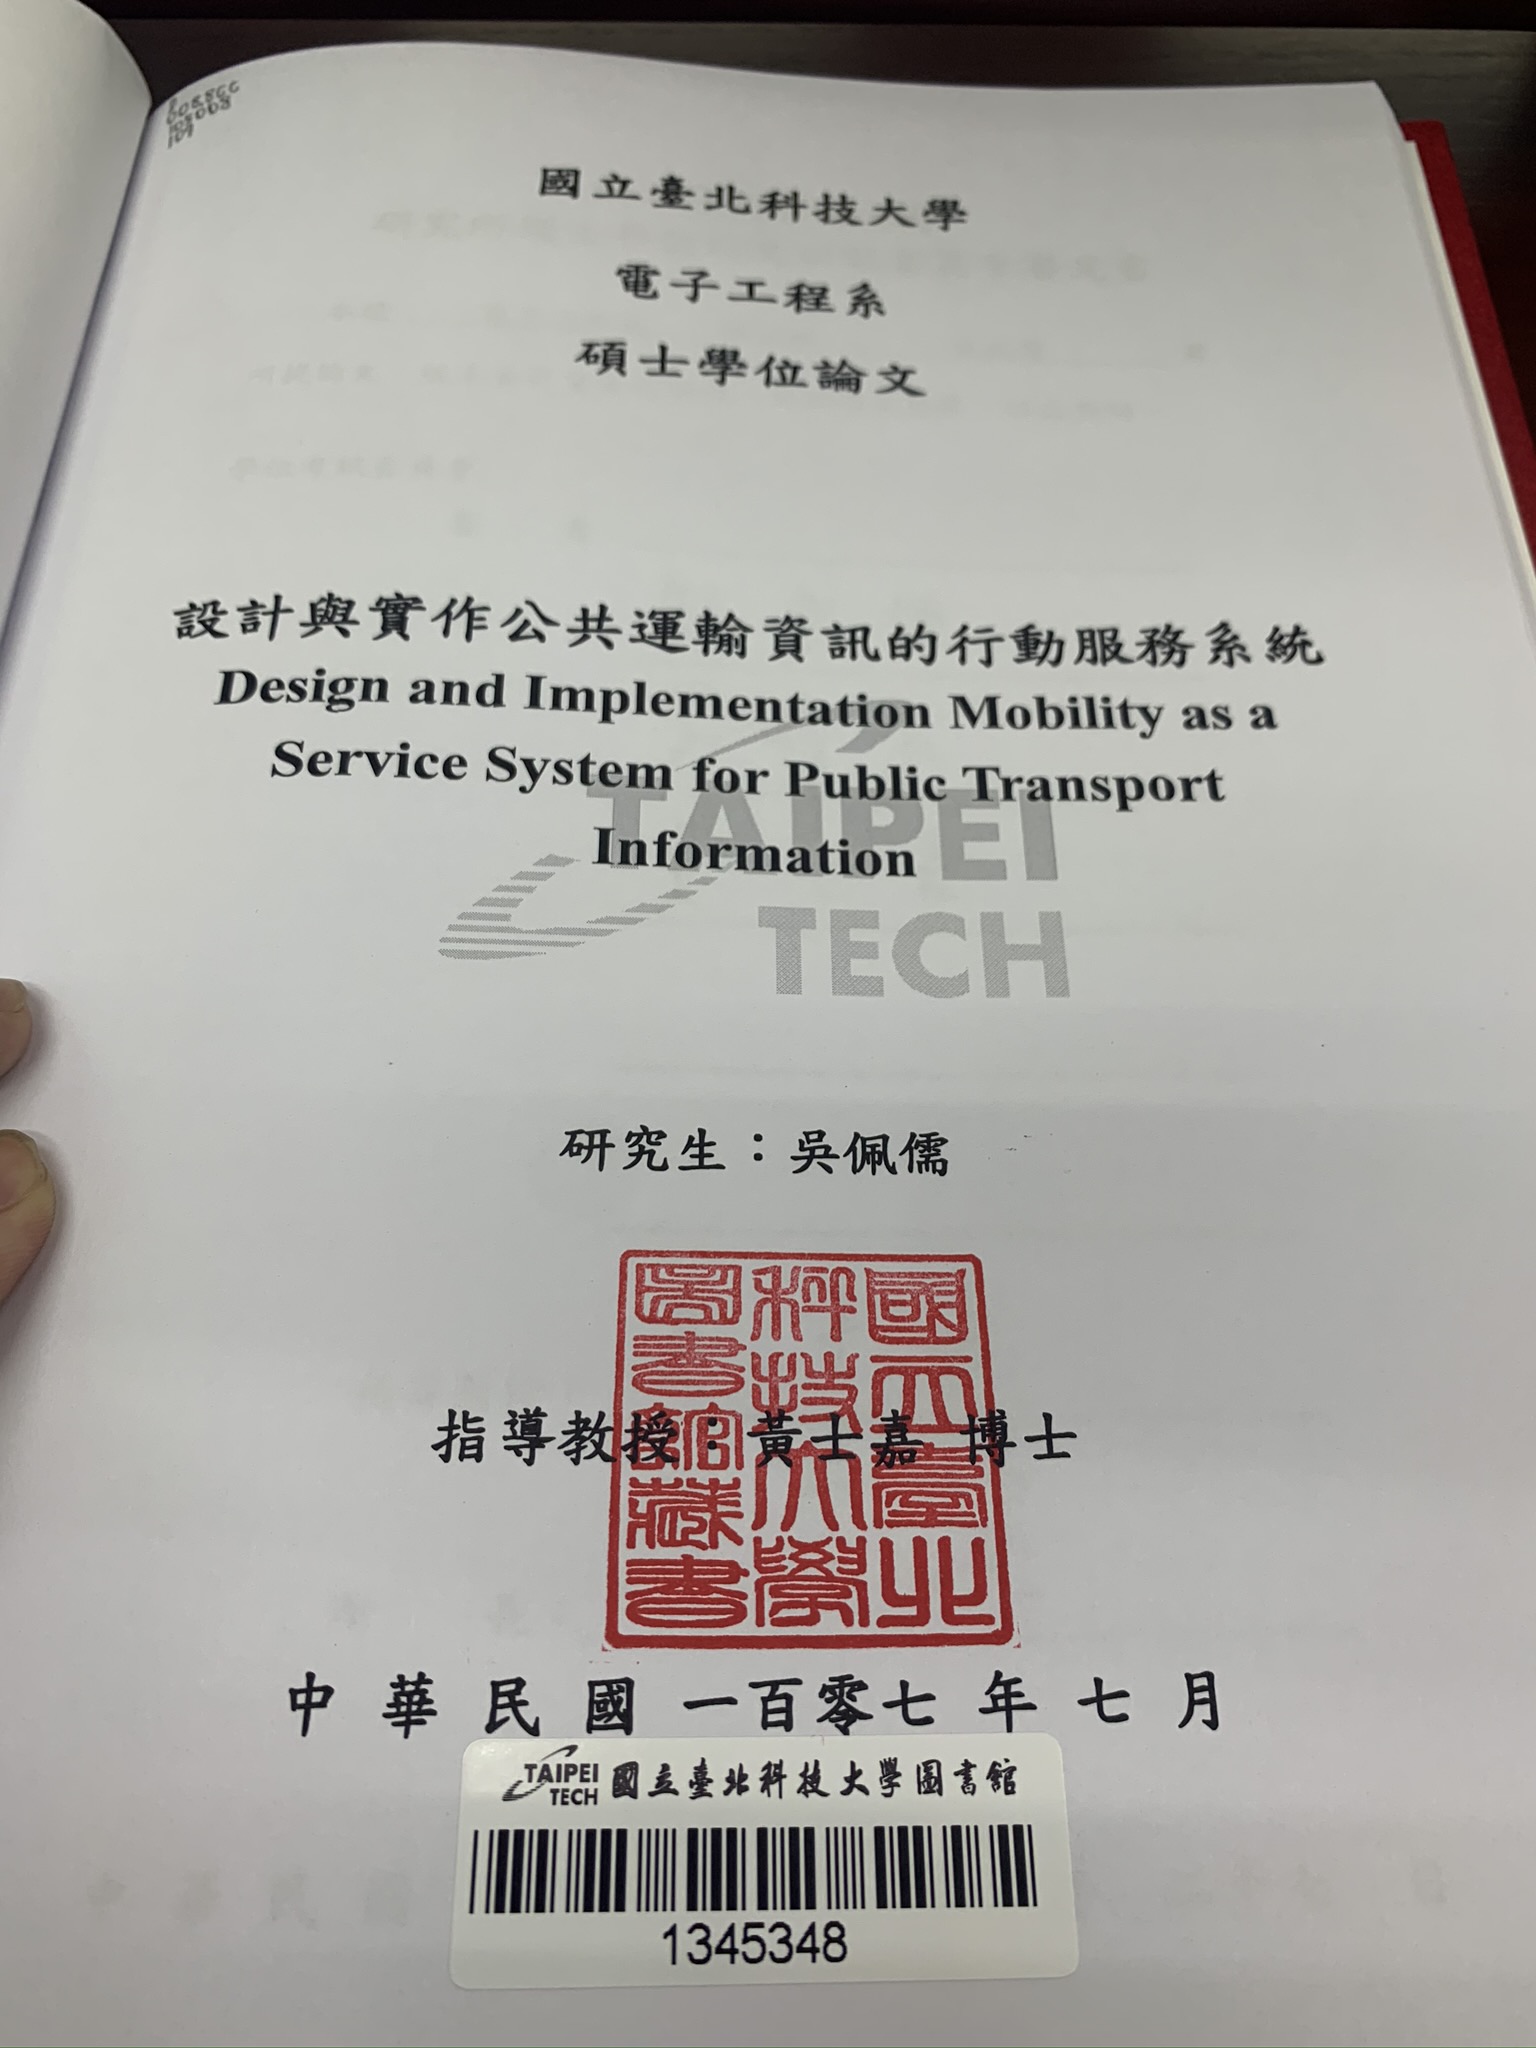 國立臺北科技大學
電子工程系
碩士學位論文
設計與實作公共運輸資訊的行動服務系統
Design and Implementation Mobility as a
Service System for Public Transport
Information
TAIPEI
TECH
研究生：吳佩儒
國立臺北
科技大學
圖書館藏書
指導教授：黃士嘉 博士
中 華 民 國 一百零七 年 七 月
TAIPEI
TECH
國立臺北科技大學圖書館
1345348